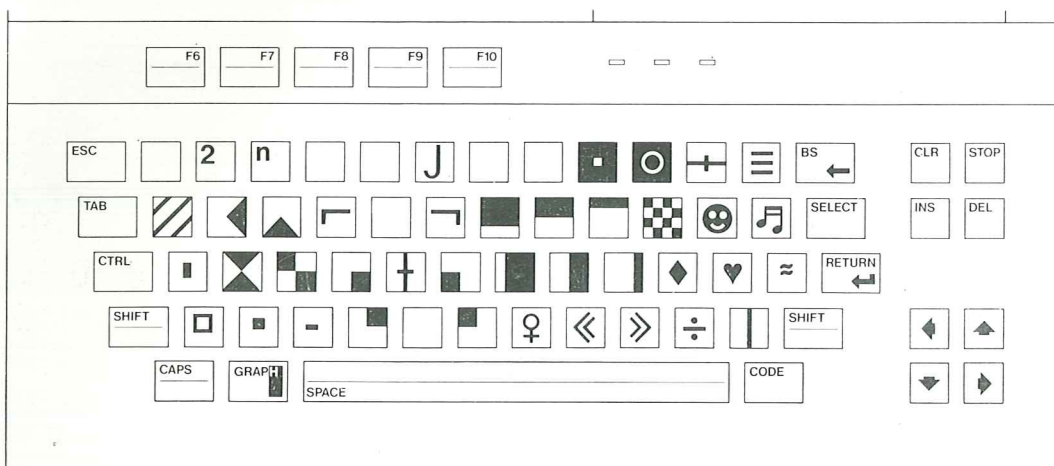 F6 F7 F8 F9 F10
ESC 2 n J BS CLR STOP
TAB SELECT INS DEL
CTRL RETURN
SHIFT SHIFT
CAPS GRAPH SPACE CODE